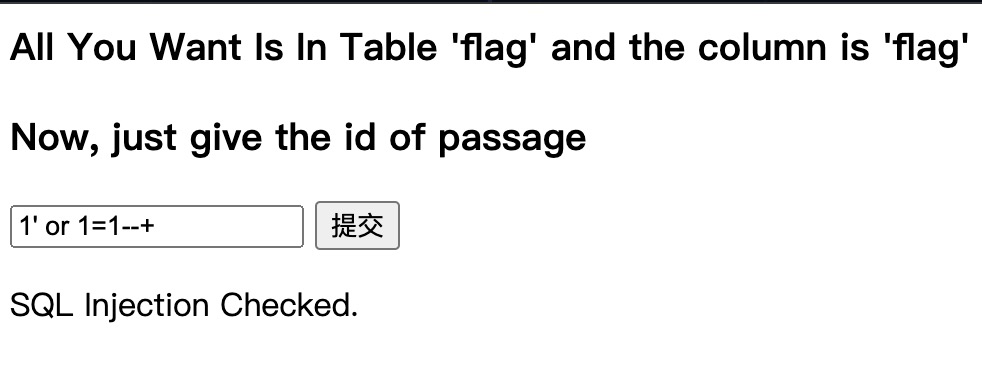 All You Want Is In Table 'flag' and the column is 'flag'
Now, just give the id of passage
1' or 1=1--+ 提交
SQL Injection Checked.